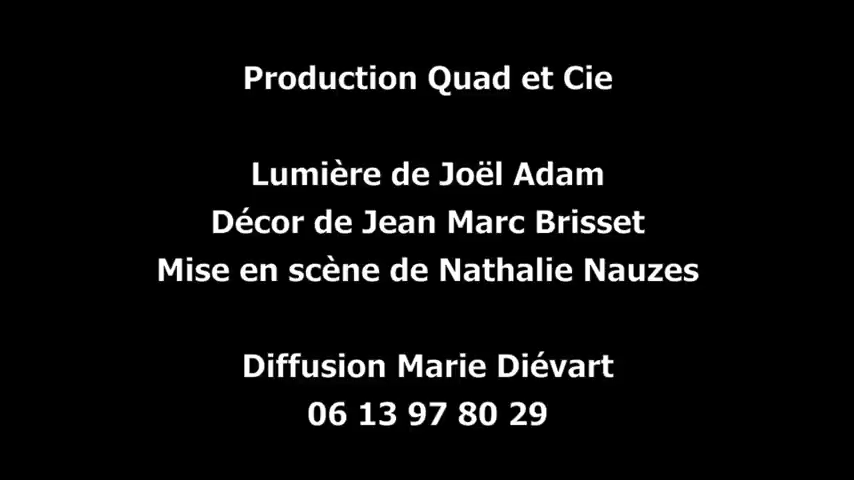 Production Quad et Cie
Lumière de Joël Adam
Décor de Jean Marc Brisset
Mise en scène de Nathalie Nauzes
Diffusion Marie Diévart
06 13 97 80 29